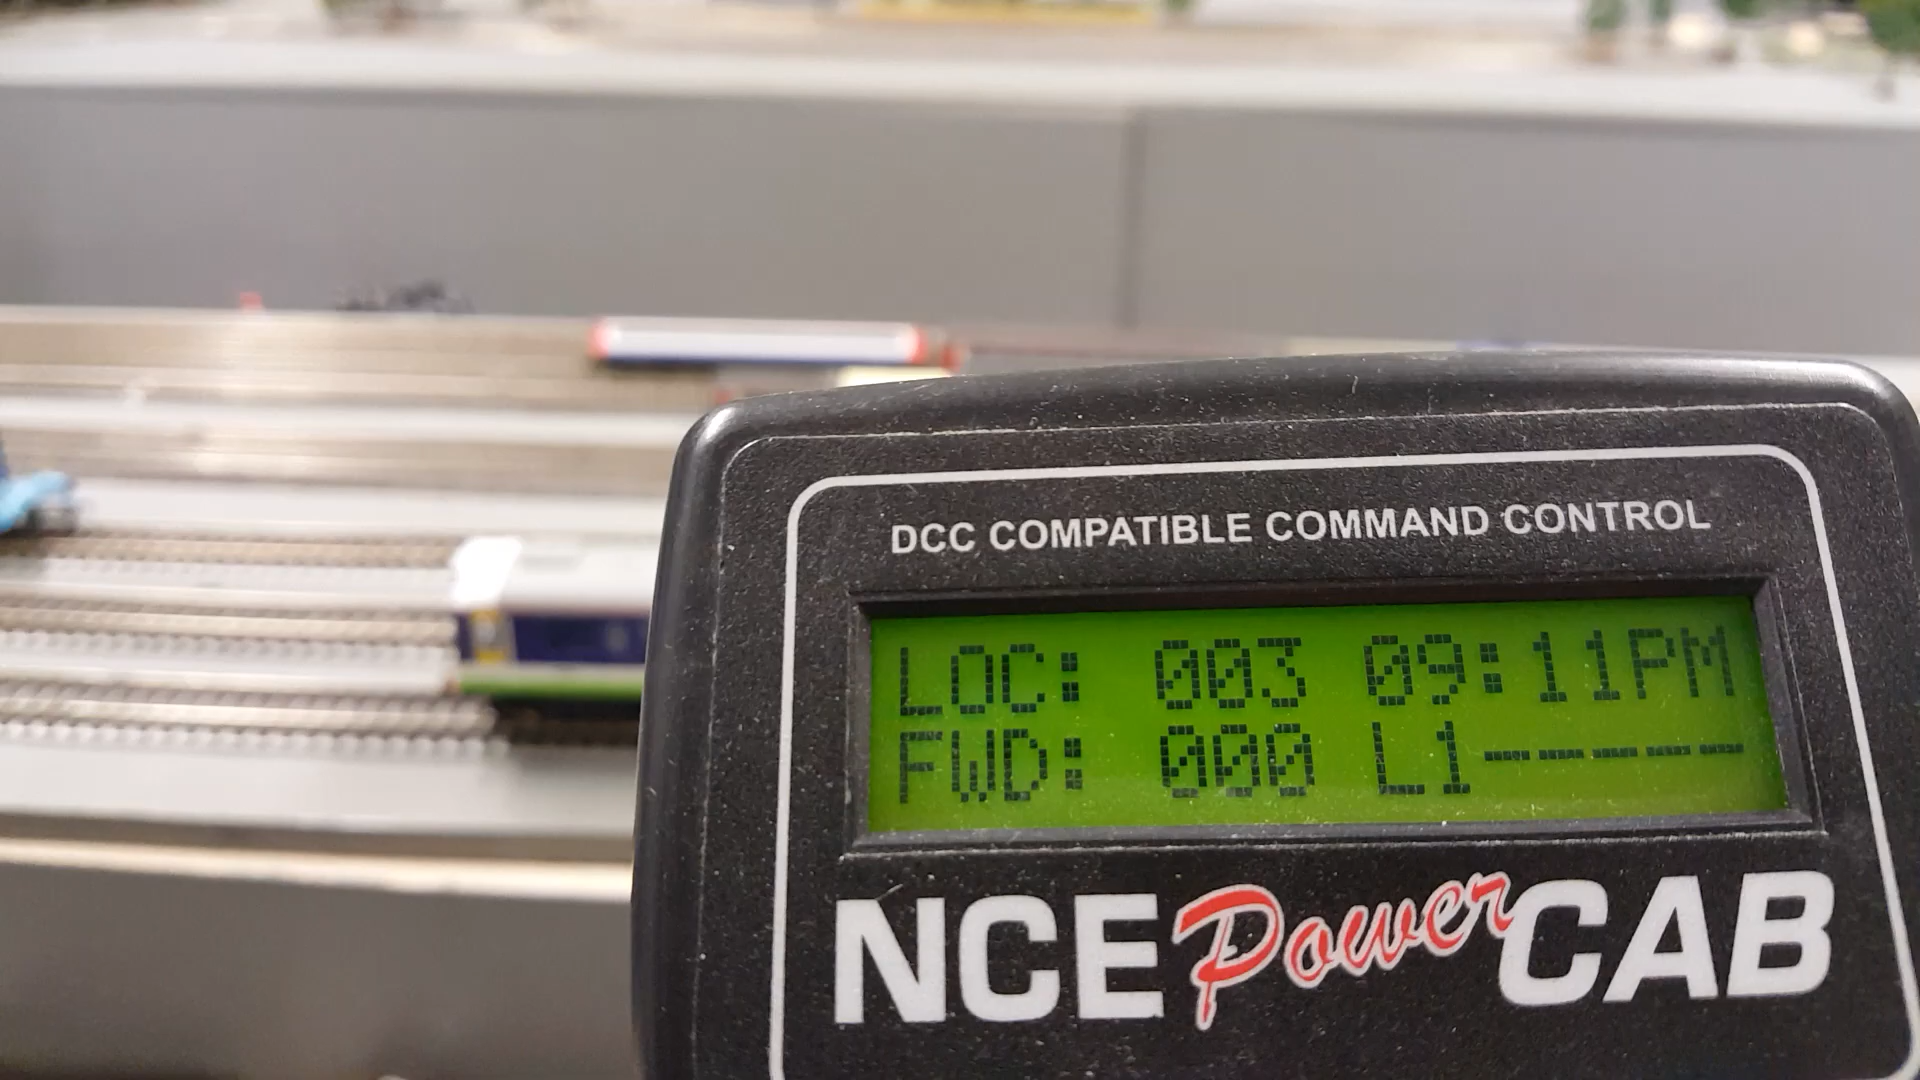 DCC COMPATIBLE COMMAND CONTROL
LOC: 003 09:11PM
FWD: 000 L1-----
NCE Power CAB